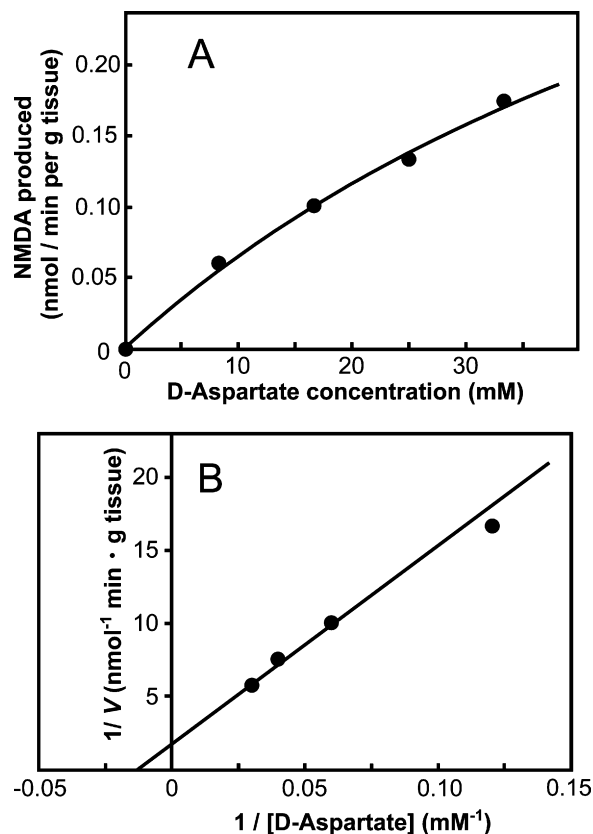 A
NMDA produced
(nmol / min per g tissue)
0.20
0.15
0.10
0.05
0
0 10 20 30
D-Aspartate concentration (mM)
B
1/ V (nmol⁻¹ min・g tissue)
20
15
10
5
-0.05 0 0.05 0.10 0.15
1 / [D-Aspartate] (mM⁻¹)